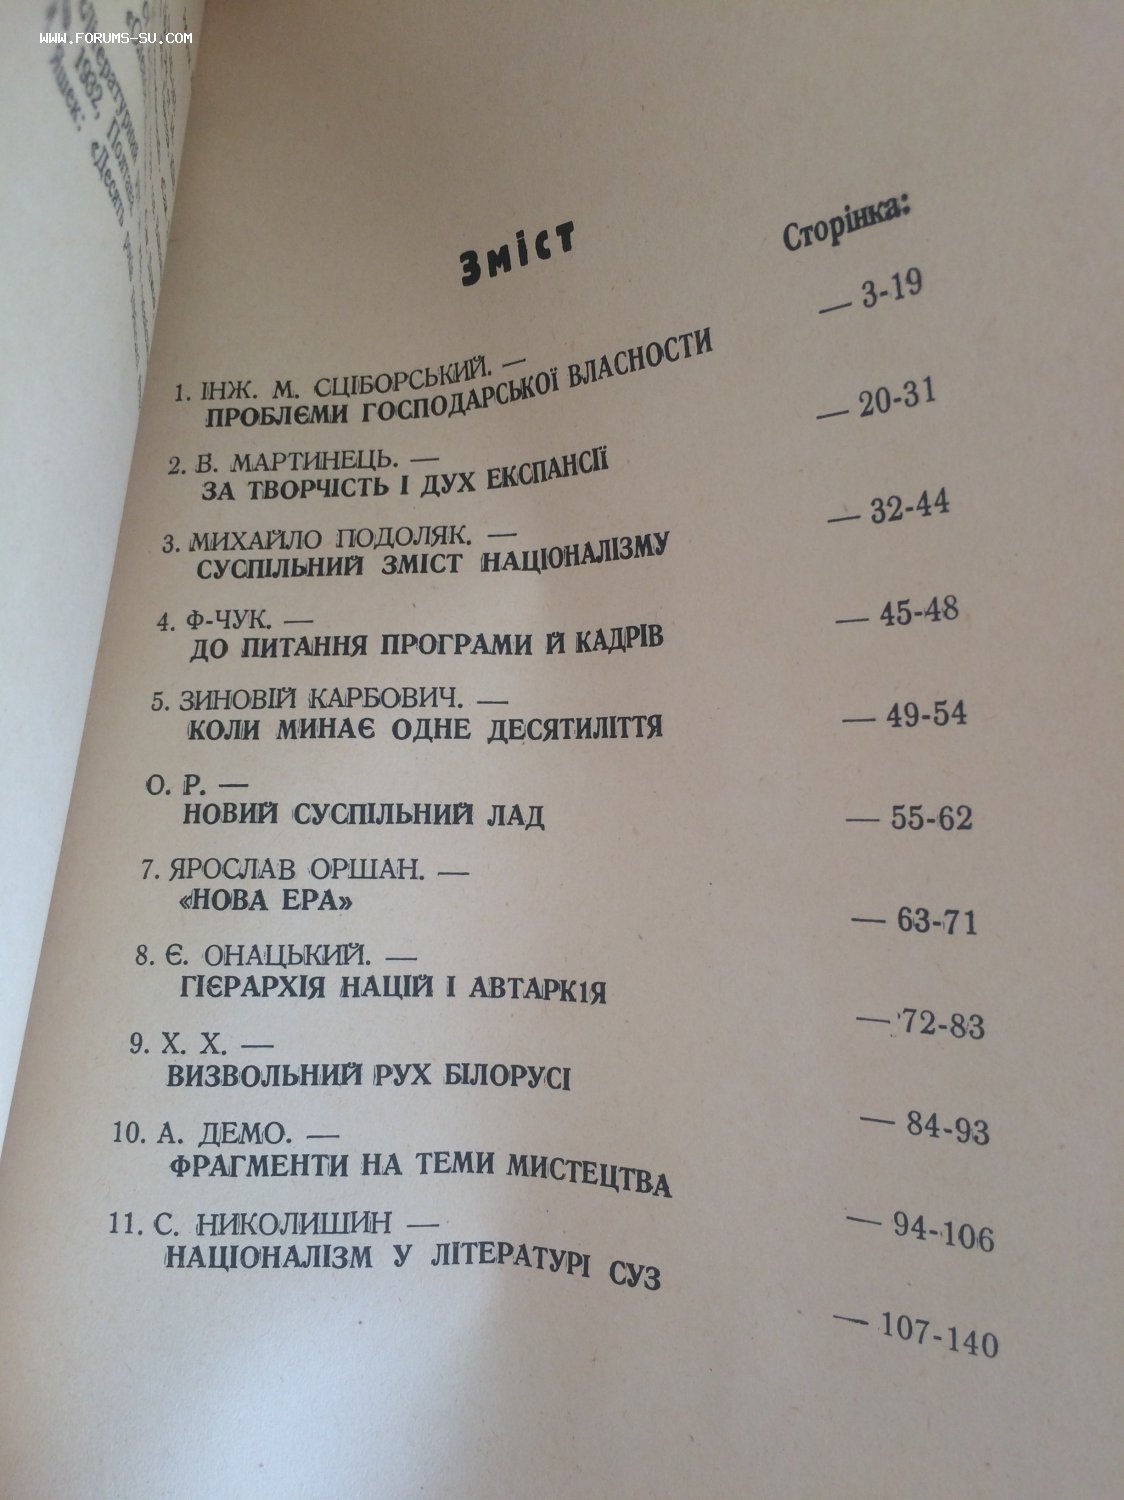 WWW.FORUMS-SU.COM
1932, Полтава
«Десять
Зміст
Сторінка:
1. ІНЖ. М. СЦІБОРСЬКИЙ. —
ПРОБЛЄМИ ГОСПОДАРСЬКОЇ ВЛАСНОСТИ
— 3-19
2. В. МАРТИНЕЦЬ. —
ЗА ТВОРЧІСТЬ І ДУХ ЕКСПАНСІЇ
— 20-31
3. МИХАЙЛО ПОДОЛЯК. —
СУСПІЛЬНИЙ ЗМІСТ НАЦІОНАЛІЗМУ
— 32-44
4. Ф-ЧУК. —
ДО ПИТАННЯ ПРОГРАМИ Й КАДРІВ
— 45-48
5. ЗИНОВІЙ КАРБОВИЧ. —
КОЛИ МИНАЄ ОДНЕ ДЕСЯТИЛІТТЯ
— 49-54
О. Р. —
НОВИЙ СУСПІЛЬНИЙ ЛАД
— 55-62
7. ЯРОСЛАВ ОРШАН. —
«НОВА ЕРА»
— 63-71
8. Є. ОНАЦЬКИЙ. —
ГІЄРАРХІЯ НАЦІЙ І АВТАРК1Я
— 72-83
9. Х. Х. —
ВИЗВОЛЬНИЙ РУХ БІЛОРУСІ
— 84-93
10. А. ДЕМО. —
ФРАГМЕНТИ НА ТЕМИ МИСТЕЦТВА
— 94-106
11. С. НИКОЛИШИН —
НАЦІОНАЛІЗМ У ЛІТЕРАТУРІ СУЗ
— 107-140